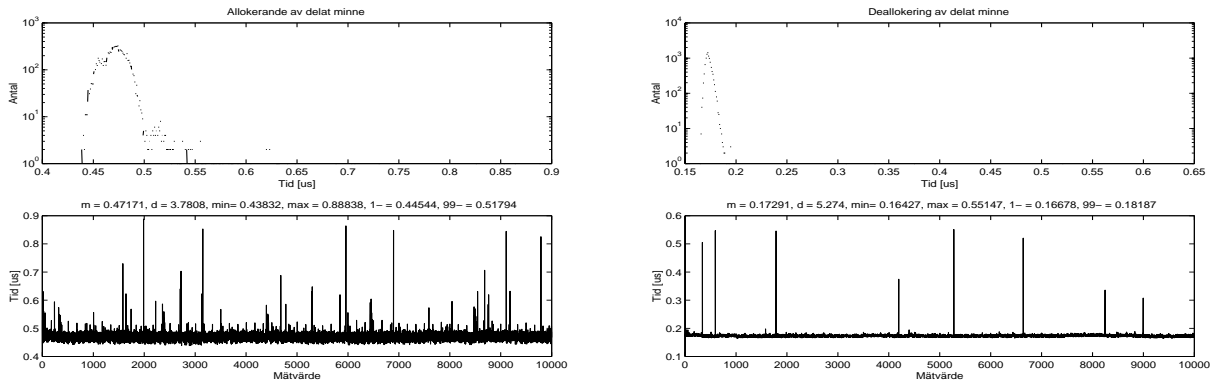 Allokerande av delat minne
10³
10²
10¹
10⁰
Antal
0.4 0.45 0.5 0.55 0.6 0.65 0.7 0.75 0.8 0.85 0.9
Tid [us]
m = 0.47171, d = 3.7808, min= 0.43832, max = 0.88838, 1− = 0.44544, 99− = 0.51794
0.9
0.8
0.7
0.6
0.5
0.4
Tid [us]
0 1000 2000 3000 4000 5000 6000 7000 8000 9000 10000
Mätvärde
Deallokering av delat minne
10⁴
10³
10²
10¹
10⁰
Antal
0.15 0.2 0.25 0.3 0.35 0.4 0.45 0.5 0.55 0.6 0.65
Tid [us]
m = 0.17291, d = 5.274, min= 0.16427, max = 0.55147, 1− = 0.16678, 99− = 0.18187
0.6
0.5
0.4
0.3
0.2
0.1
Tid [us]
0 1000 2000 3000 4000 5000 6000 7000 8000 9000 10000
Mätvärde